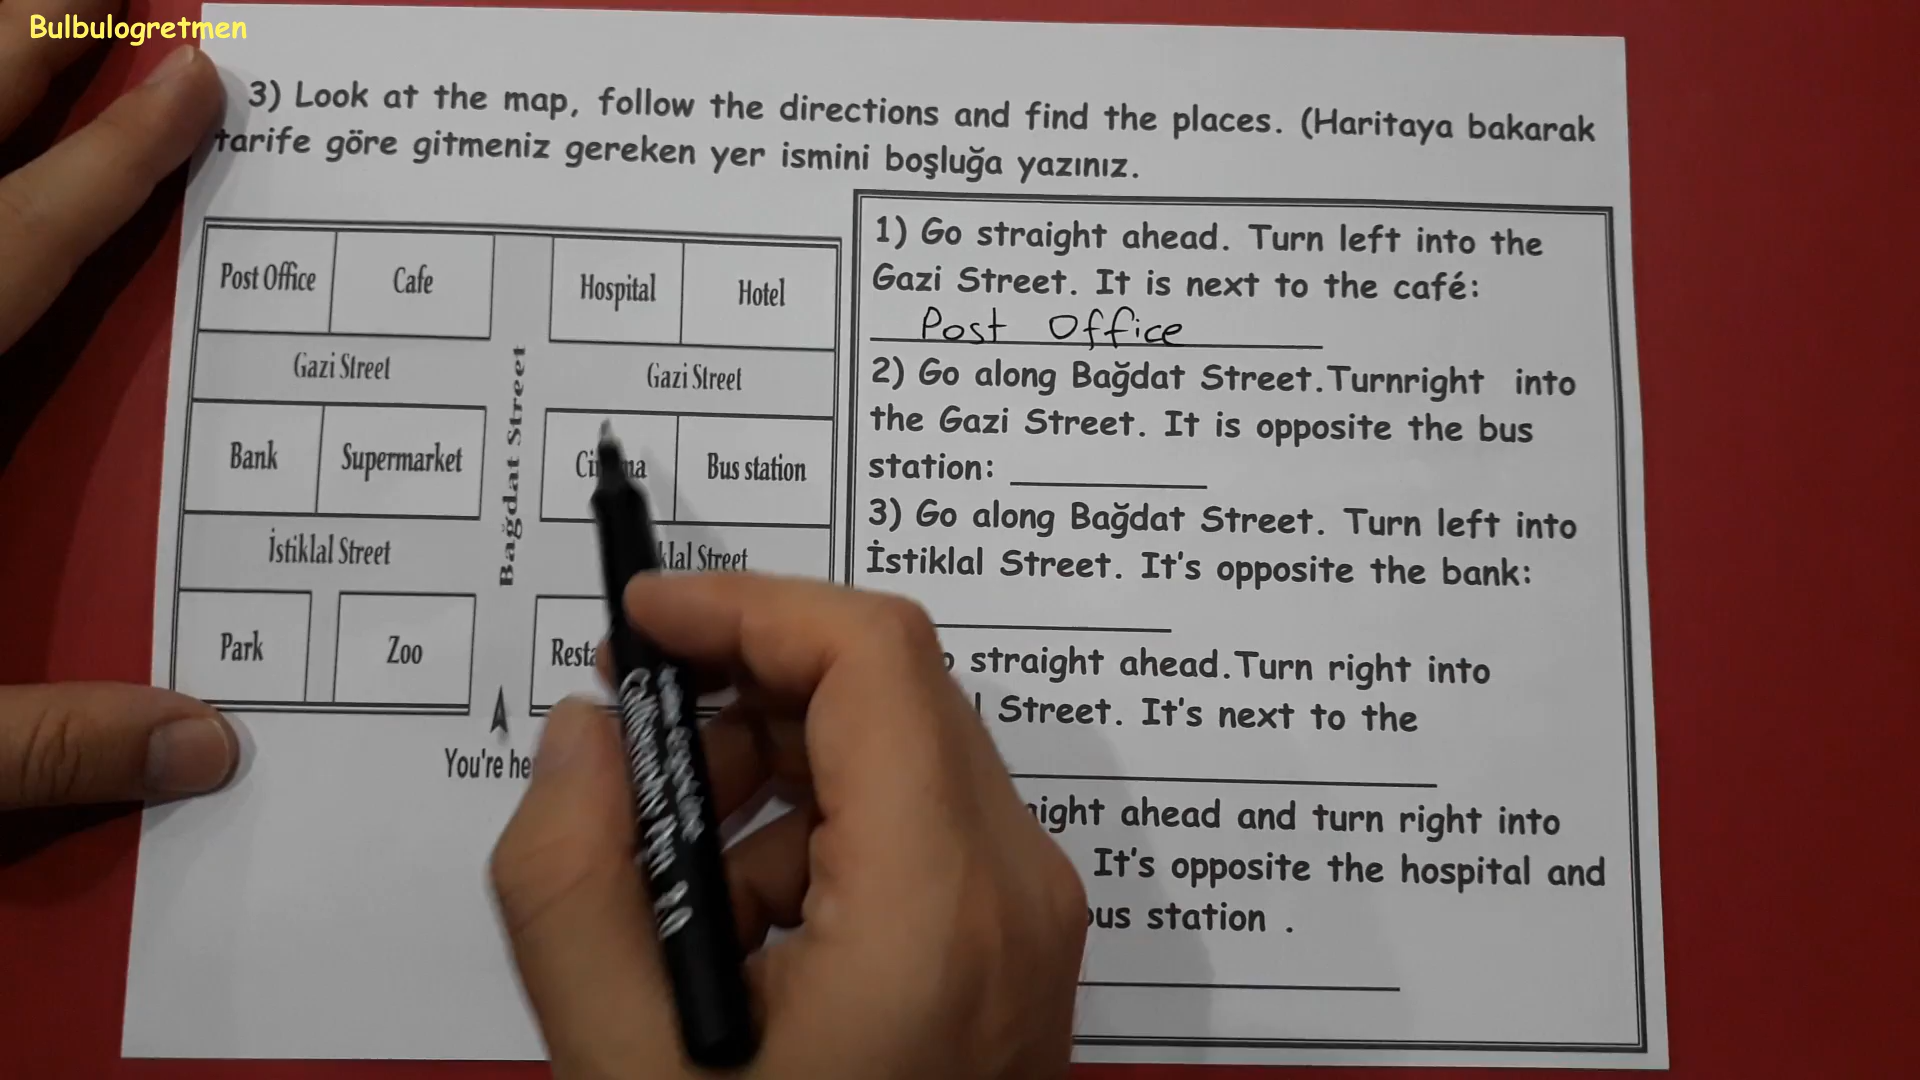 Bulbulogretmen
3) Look at the map, follow the directions and find the places. (Haritaya bakarak
tarife göre gitmeniz gereken yer ismini boşluğa yazınız.
Post Office
Cafe
Hospital
Hotel
Gazi Street
Gazi Street
Bağdat Street
Bank
Supermarket
Bus station
İstiklal Street
Street
Park
Zoo
You're
1) Go straight ahead. Turn left into the
Gazi Street. It is next to the café:
Post Office
2) Go along Bağdat Street.Turnright into
the Gazi Street. It is opposite the bus
station:
3) Go along Bağdat Street. Turn left into
İstiklal Street. It's opposite the bank:
straight ahead.Turn right into
Street. It's next to the
ahead and turn right into
It's opposite the hospital and
bus station .